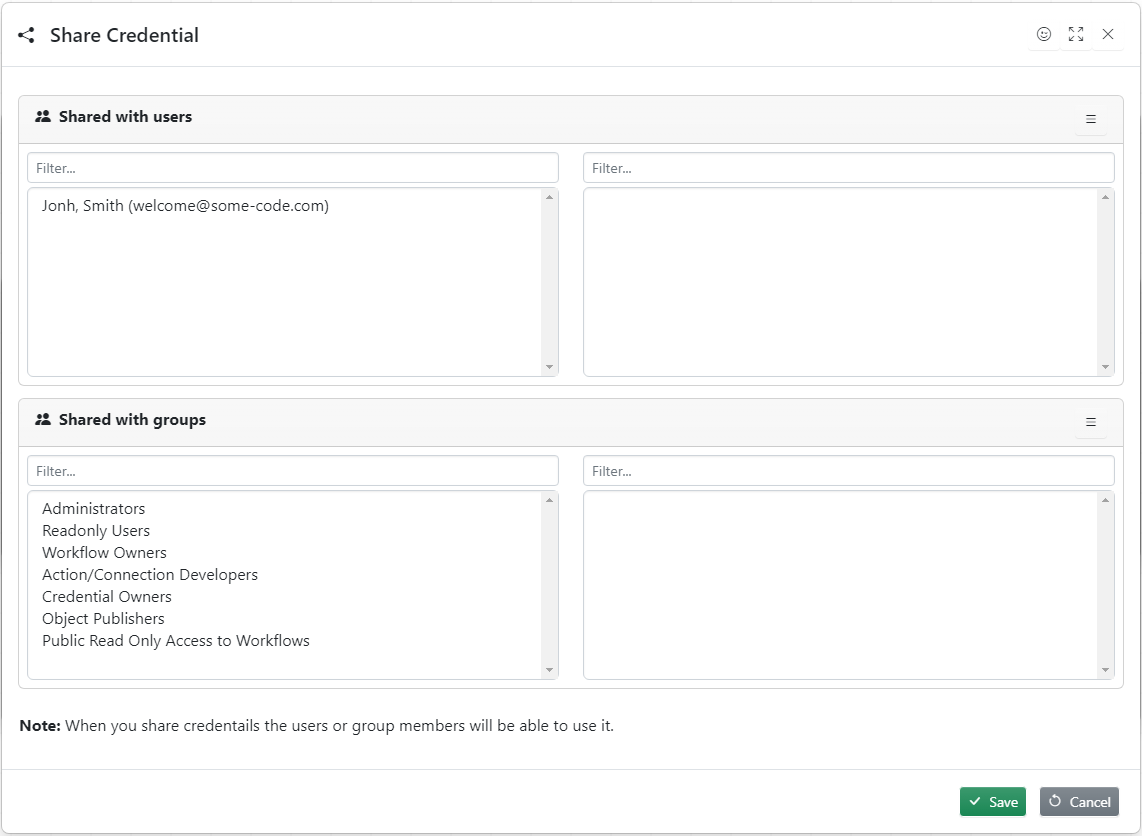 Share Credential
Shared with users
Filter...
Filter...
Jonh, Smith (welcome@some-code.com)
Shared with groups
Filter...
Filter...
Administrators
Readonly Users
Workflow Owners
Action/Connection Developers
Credential Owners
Object Publishers
Public Read Only Access to Workflows
Note: When you share credentails the users or group members will be able to use it.
Save
Cancel